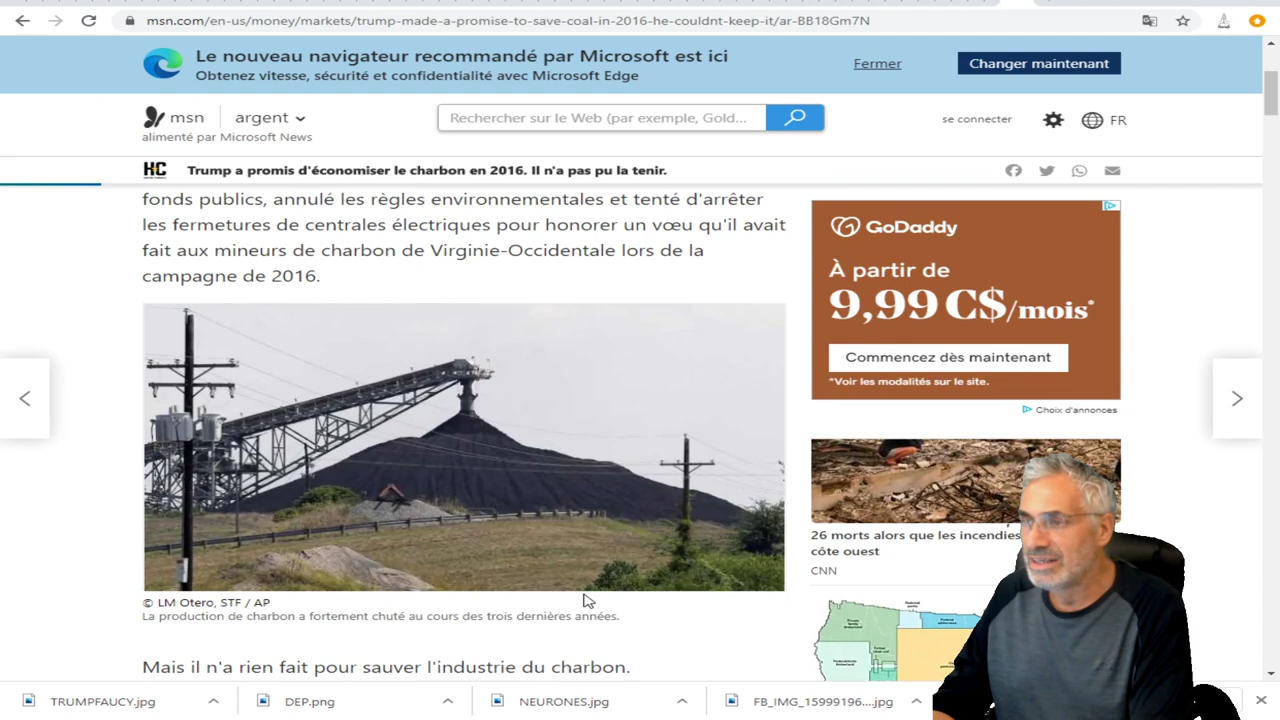 msn.com/en-us/money/markets/trump-made-a-promise-to-save-coal-in-2016-he-couldnt-keep-it/ar-BB18Gm7N
Le nouveau navigateur recommandé par Microsoft est ici
Obtenez vitesse, sécurité et confidentialité avec Microsoft Edge
Fermer
Changer maintenant
msn
argent
alimenté par Microsoft News
Rechercher sur le Web (par exemple, Gold...
se connecter
FR
HC
Trump a promis d'économiser le charbon en 2016. Il n'a pas pu la tenir.
fonds publics, annulé les règles environnementales et tenté d'arrêter
les fermetures de centrales électriques pour honorer un vœu qu'il avait
fait aux mineurs de charbon de Virginie-Occidentale lors de la
campagne de 2016.
GoDaddy
À partir de
9,99 C$/mois*
Commencez dès maintenant
*Voir les modalités sur le site.
Choix d'annonces
26 morts alors que les incendies
côte ouest
CNN
© LM Otero, STF / AP
La production de charbon a fortement chuté au cours des trois dernières années.
Mais il n'a rien fait pour sauver l'industrie du charbon.
TRUMPFAUCY.jpg
DEP.png
NEURONES.jpg
FB_IMG_15999196....jpg